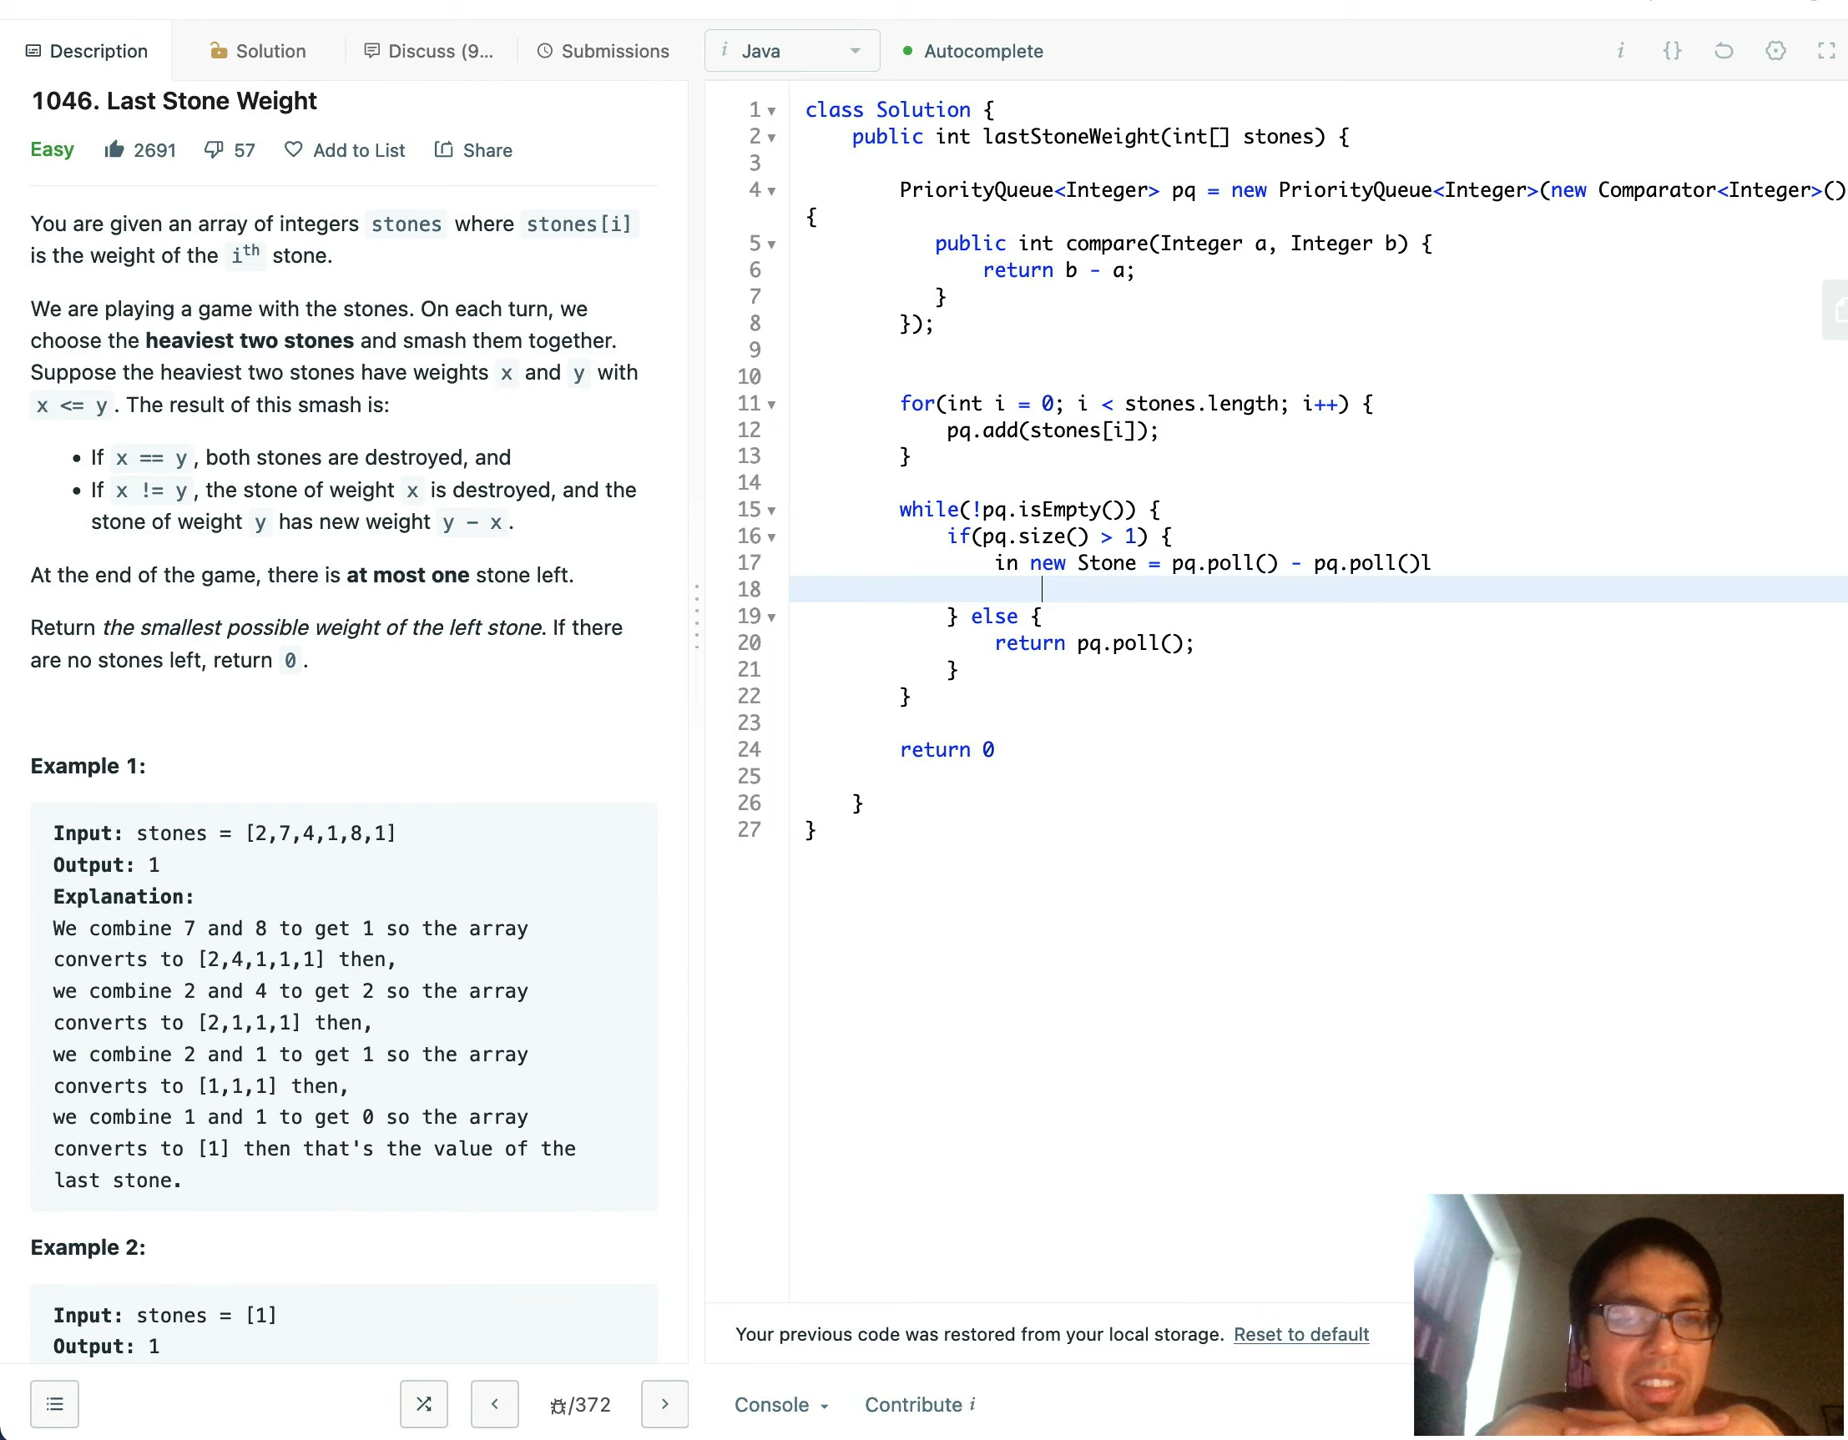 Description
Solution
Discuss (9...
Submissions
i Java
Autocomplete
i {}
1046. Last Stone Weight
Easy 2691 57 Add to List Share
You are given an array of integers stones where stones[i]
is the weight of the ith stone.
We are playing a game with the stones. On each turn, we
choose the heaviest two stones and smash them together.
Suppose the heaviest two stones have weights x and y with
x <= y. The result of this smash is:
• If x == y, both stones are destroyed, and
• If x != y, the stone of weight x is destroyed, and the
stone of weight y has new weight y - x.
At the end of the game, there is at most one stone left.
Return the smallest possible weight of the left stone. If there
are no stones left, return 0.
Example 1:
Input: stones = [2,7,4,1,8,1]
Output: 1
Explanation:
We combine 7 and 8 to get 1 so the array
converts to [2,4,1,1,1] then,
we combine 2 and 4 to get 2 so the array
converts to [2,1,1,1] then,
we combine 2 and 1 to get 1 so the array
converts to [1,1,1] then,
we combine 1 and 1 to get 0 so the array
converts to [1] then that's the value of the
last stone.
Example 2:
Input: stones = [1]
Output: 1
/372
1 class Solution {
2 public int lastStoneWeight(int[] stones) {
3
4 PriorityQueue<Integer> pq = new PriorityQueue<Integer>(new Comparator<Integer>()
{
5 public int compare(Integer a, Integer b) {
6 return b - a;
7 }
8 });
9
10
11 for(int i = 0; i < stones.length; i++) {
12 pq.add(stones[i]);
13 }
14
15 while(!pq.isEmpty()) {
16 if(pq.size() > 1) {
17 in new Stone = pq.poll() - pq.poll()l
18
19 } else {
20 return pq.poll();
21 }
22 }
23
24 return 0
25
26 }
27 }
Your previous code was restored from your local storage. Reset to default
Console
Contribute i